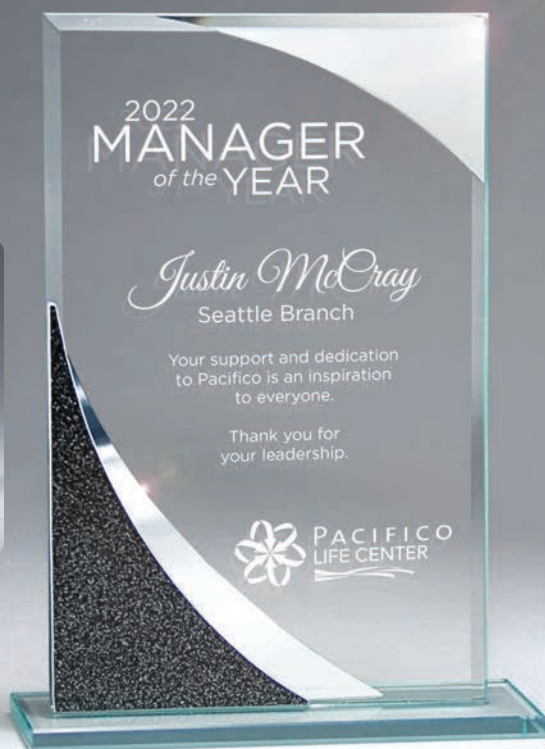 2022
MANAGER
of the YEAR
Justin McCray
Seattle Branch
Your support and dedication
to Pacifico is an inspiration
to everyone.
Thank you for
your leadership.
PACIFICO
LIFE CENTER